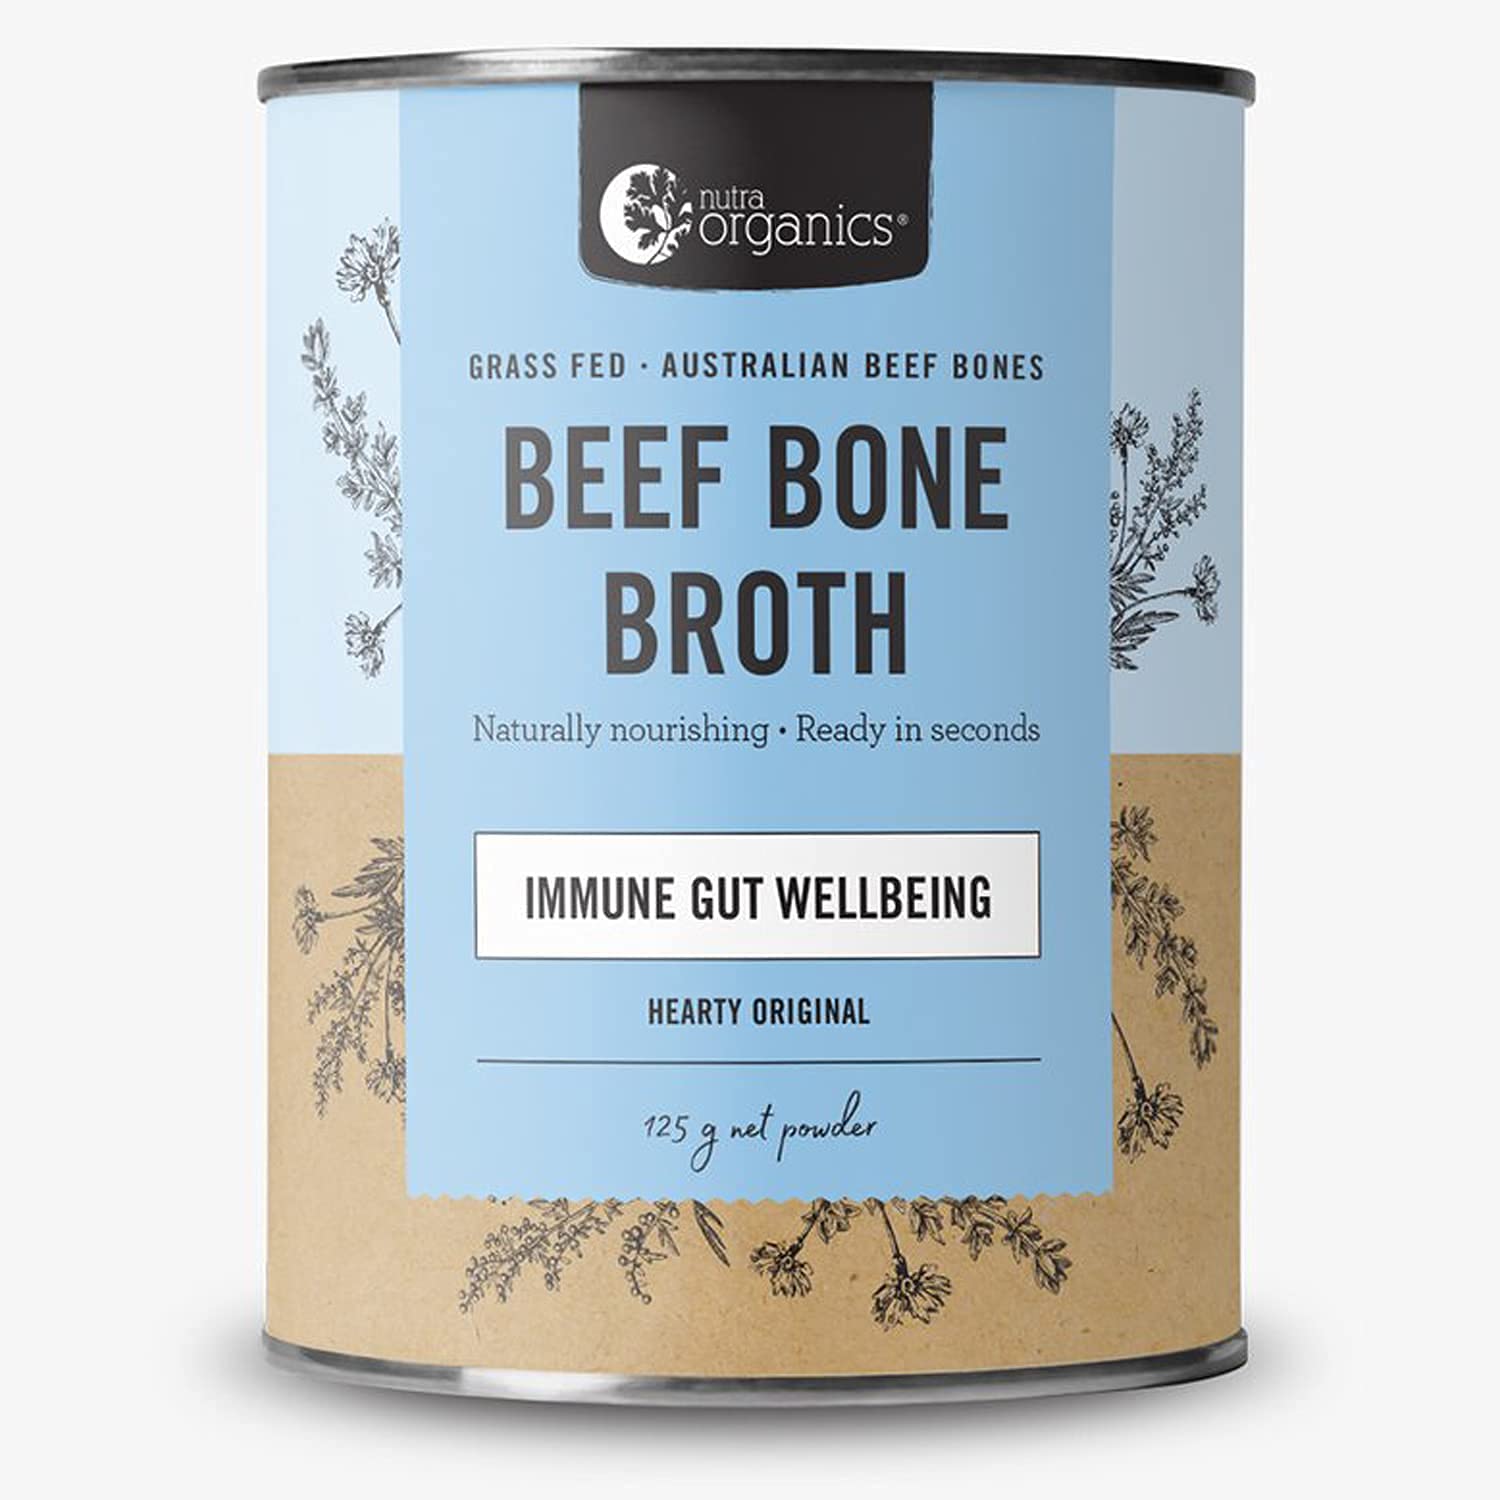 nutra
organics®
GRASS FED · AUSTRALIAN BEEF BONES
BEEF BONE
BROTH
Naturally nourishing • Ready in seconds
IMMUNE GUT WELLBEING
HEARTY ORIGINAL
125 g net powder